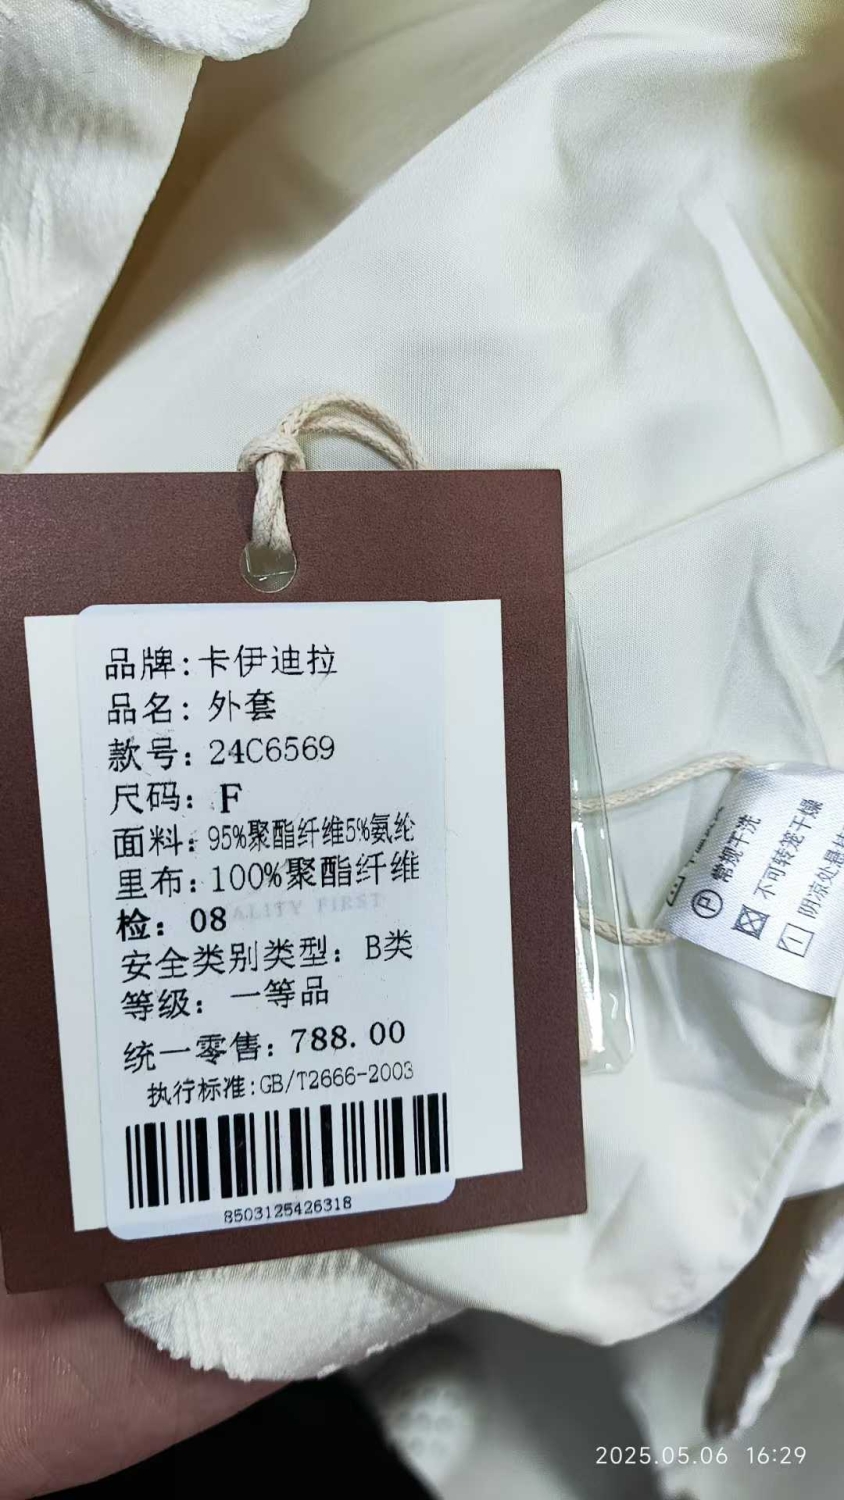 品牌:卡伊迪拉
品名: 外套
款号: 24C6569
尺码: F
面料: 95%聚酯纤维5%氨纶
里布: 100%聚酯纤维
ALITY FIRST
检: 08
安全类别类型: B类
等级: 一等品
统一零售: 788.00
执行标准:GB/T2666-2003
8503125426318
P 常规干洗
不可转笼干燥
阴凉处悬挂
2025.05.06 16:29